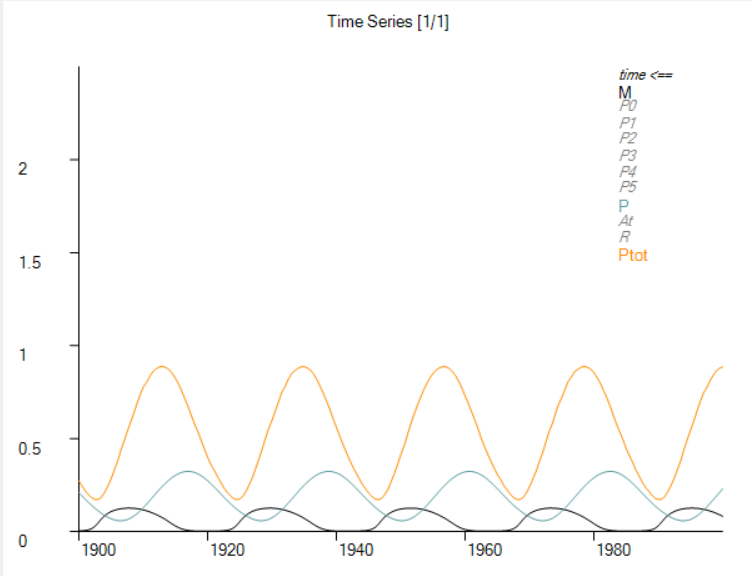 Time Series [1/1]
time <==
M
P0
P1
P2
P3
P4
P5
P
At
R
Ptot
2
1.5
1
0.5
0
1900
1920
1940
1960
1980